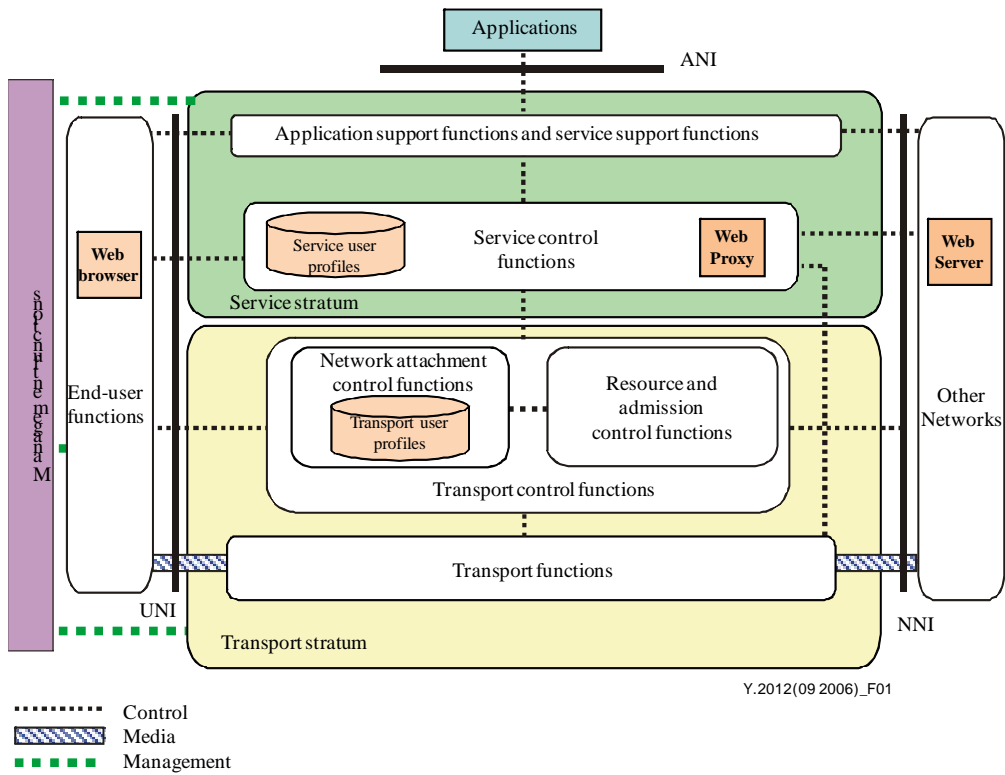 Applications
ANI
Application support functions and service support functions
Service user
profiles
Service control
functions
Web
Proxy
Web
browser
Web
Server
Service stratum
Management functions
Network attachment
control functions
Transport user
profiles
Resource and
admission
control functions
End-user
functions
Other
Networks
Transport control functions
Transport functions
UNI
NNI
Transport stratum
Y.2012(09 2006)_F01
Control
Media
Management